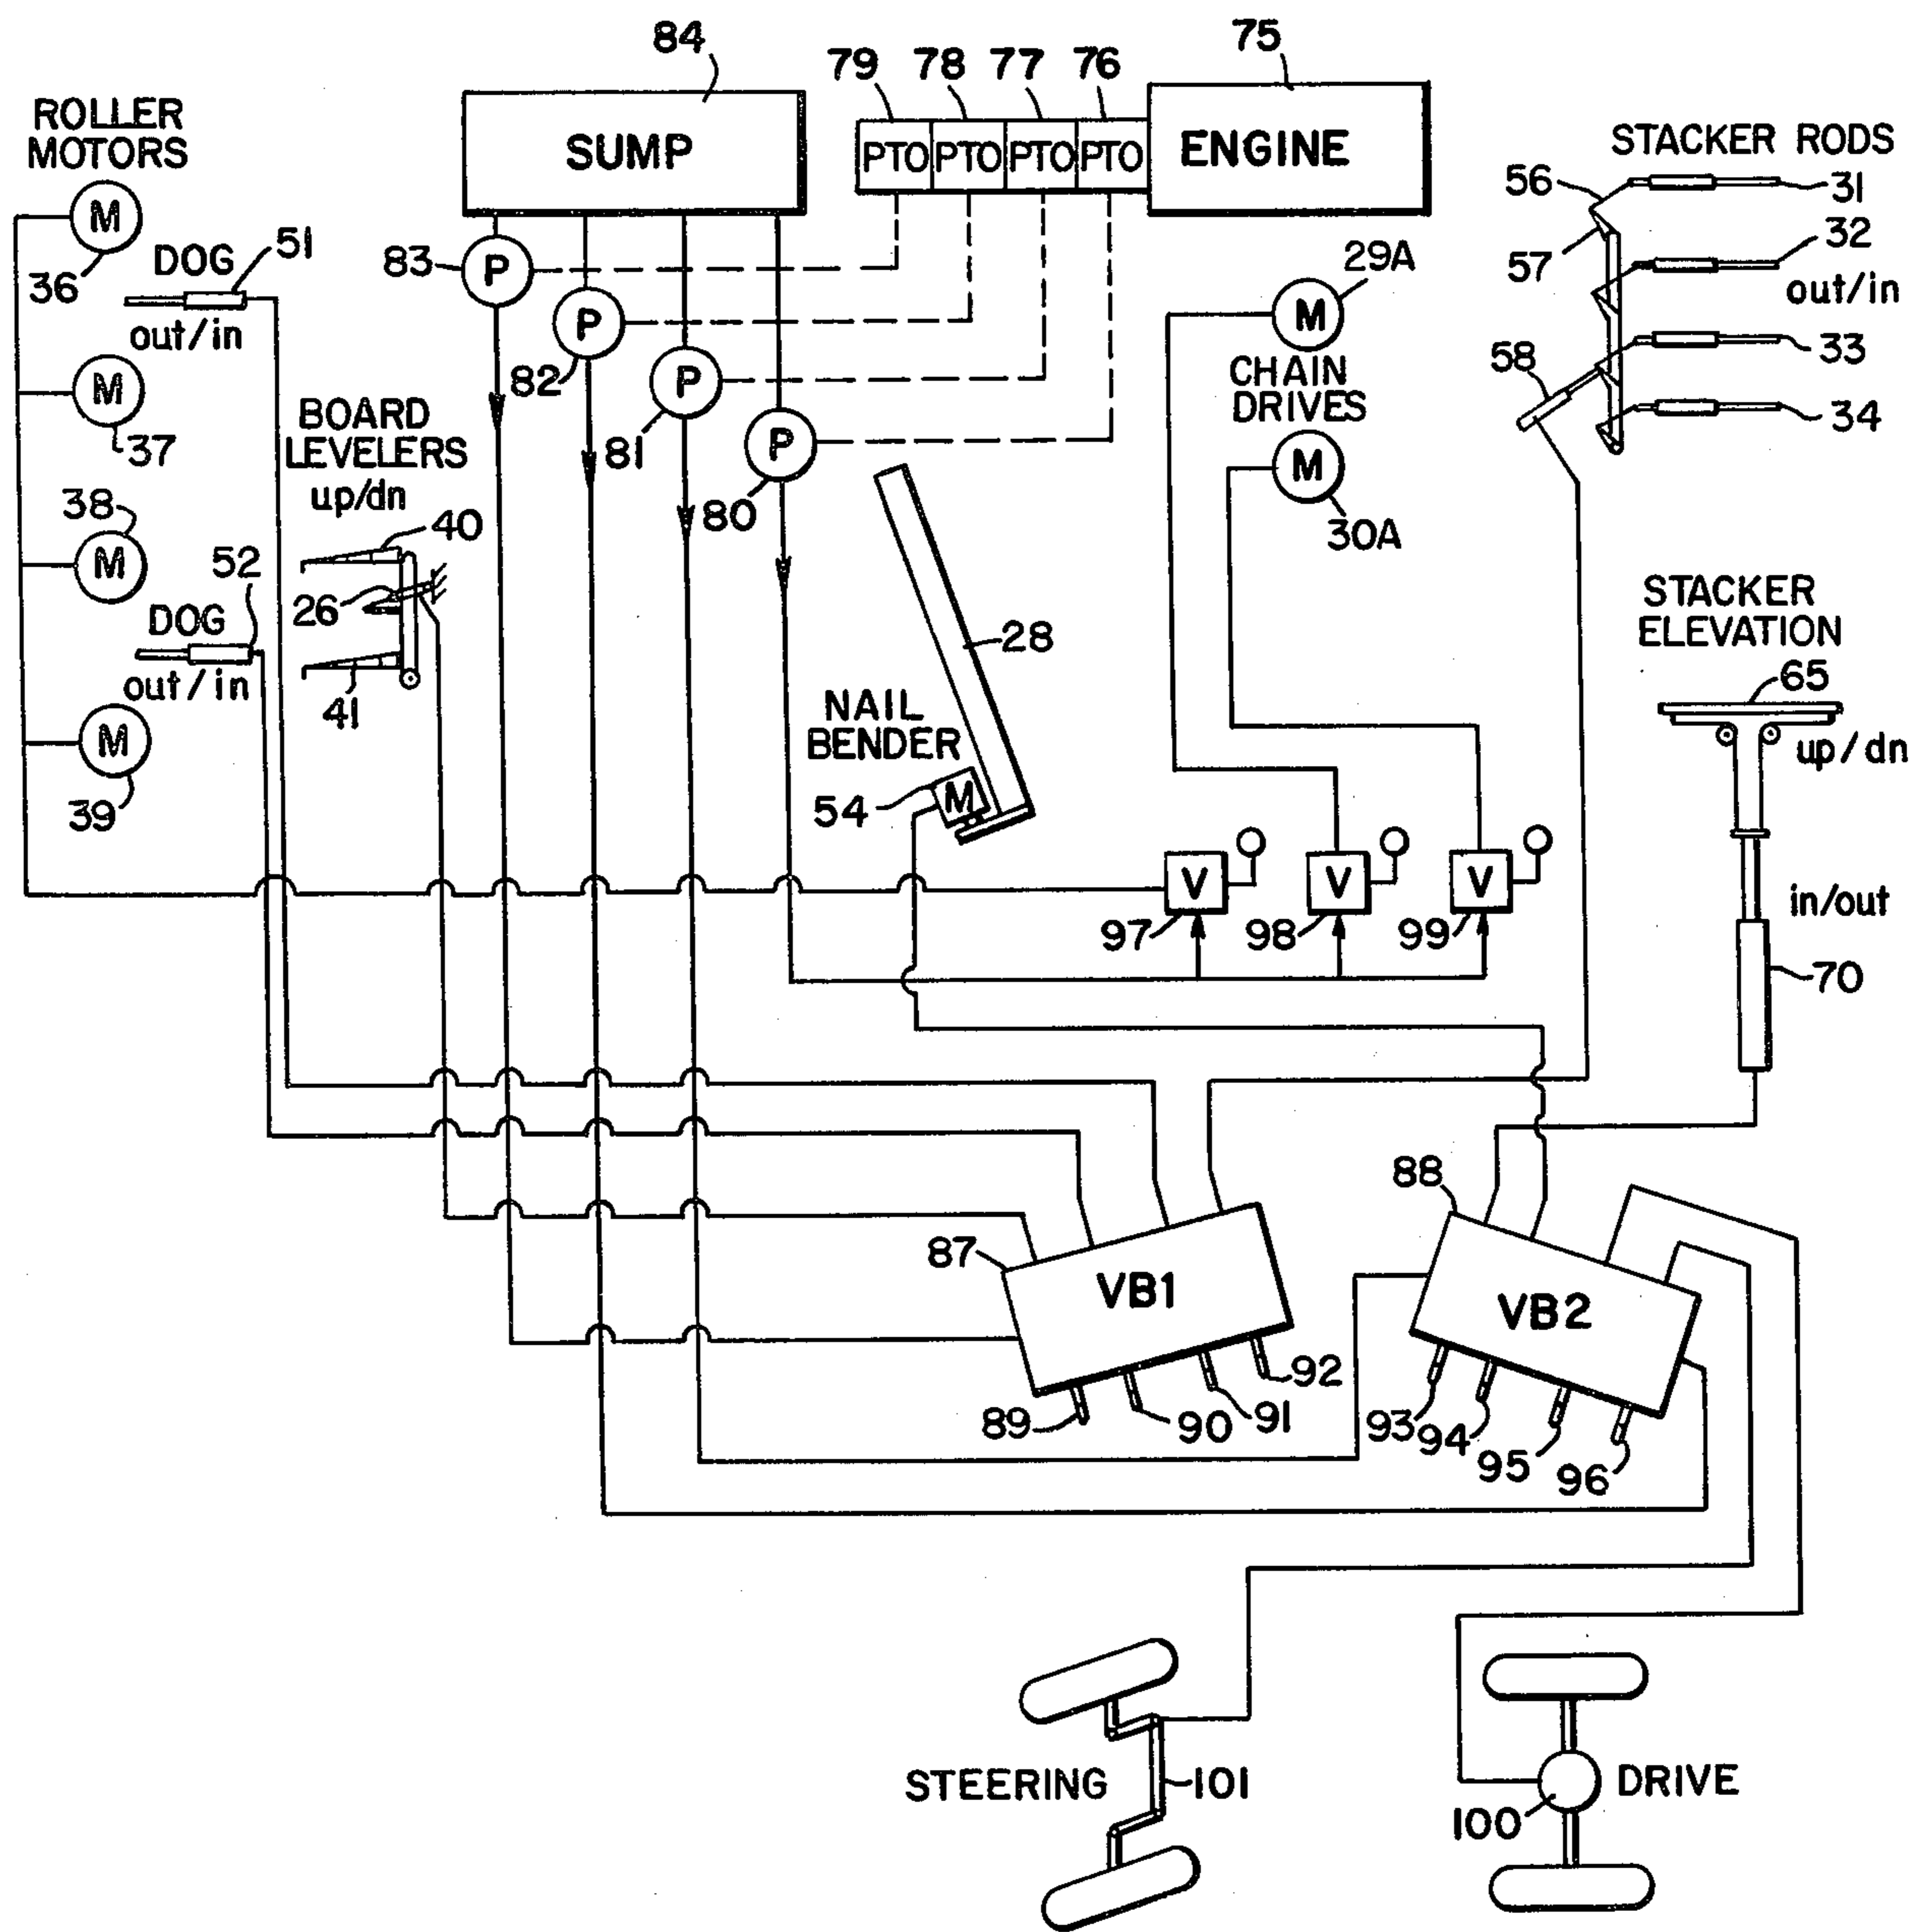 84
75
79 78 77 76
ROLLER
MOTORS
SUMP
PTO PTO PTO PTO
ENGINE
STACKER RODS
M
36
DOG
51
out/in
83
P
P
82
P
81
P
80
29A
M
CHAIN
DRIVES
M
30A
56
31
57
32
out/in
58
33
34
M
37
BOARD
LEVELERS
up/dn
38
M
40
26
41
52
DOG
out/in
M
39
28
NAIL
BENDER
54
M
STACKER
ELEVATION
65
up/dn
in/out
70
V
97
V
98
V
99
87
VB1
89
90
91
92
88
VB2
93
94
95
96
STEERING
101
DRIVE
100